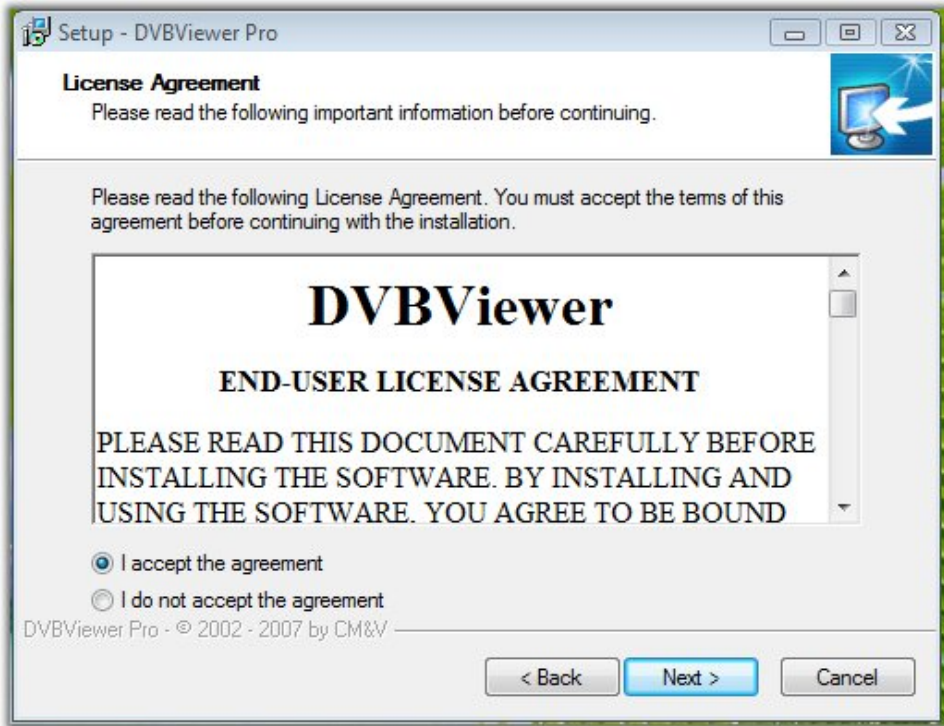 Setup - DVBViewer Pro
License Agreement
Please read the following important information before continuing.
Please read the following License Agreement. You must accept the terms of this
agreement before continuing with the installation.
DVBViewer
END-USER LICENSE AGREEMENT
PLEASE READ THIS DOCUMENT CAREFULLY BEFORE
INSTALLING THE SOFTWARE. BY INSTALLING AND
USING THE SOFTWARE, YOU AGREE TO BE BOUND
I accept the agreement
I do not accept the agreement
DVBViewer Pro - © 2002 - 2007 by CM&V
< Back Next > Cancel